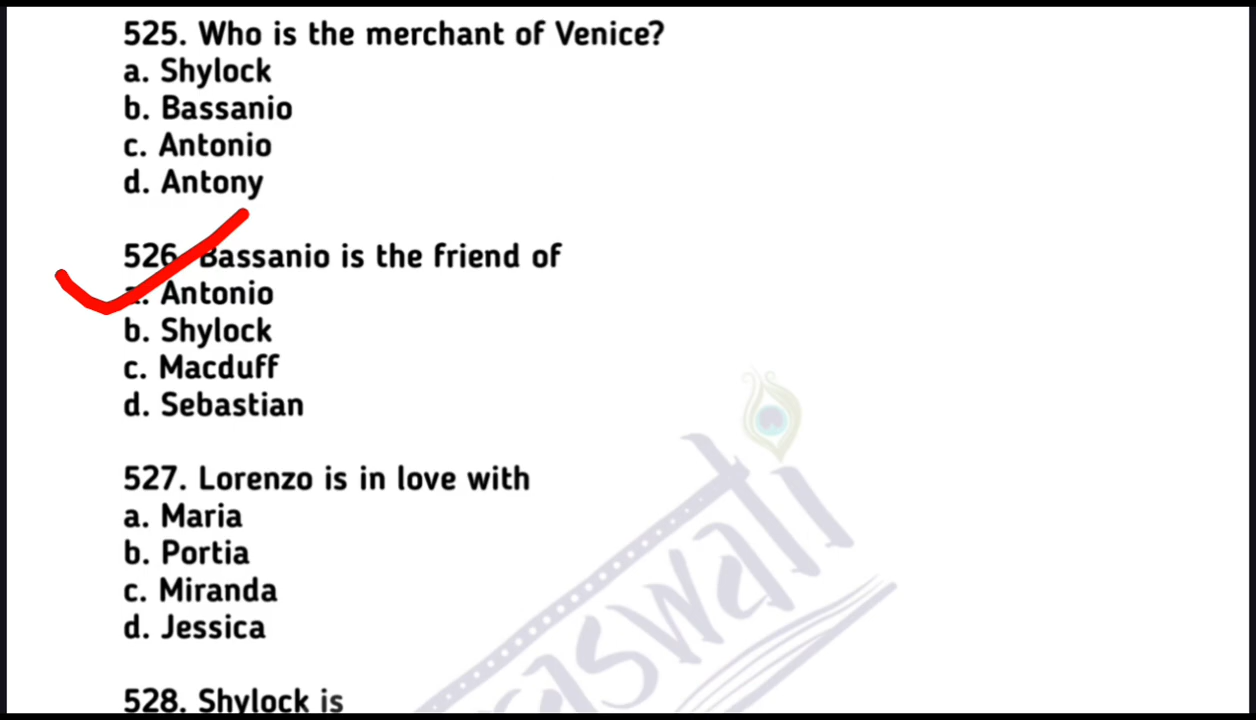 525. Who is the merchant of Venice?
a. Shylock
b. Bassanio
c. Antonio
d. Antony
526. Bassanio is the friend of
a. Antonio
b. Shylock
c. Macduff
d. Sebastian
527. Lorenzo is in love with
a. Maria
b. Portia
c. Miranda
d. Jessica
528. Shylock is